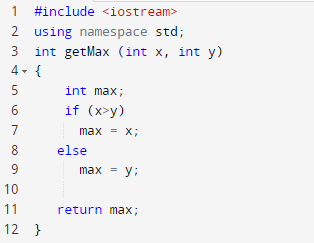 1 #include <iostream>
2 using namespace std;
3 int getMax (int x, int y)
4 {
5     int max;
6     if (x>y)
7       max = x;
8    else
9       max = y;
10
11    return max;
12 }